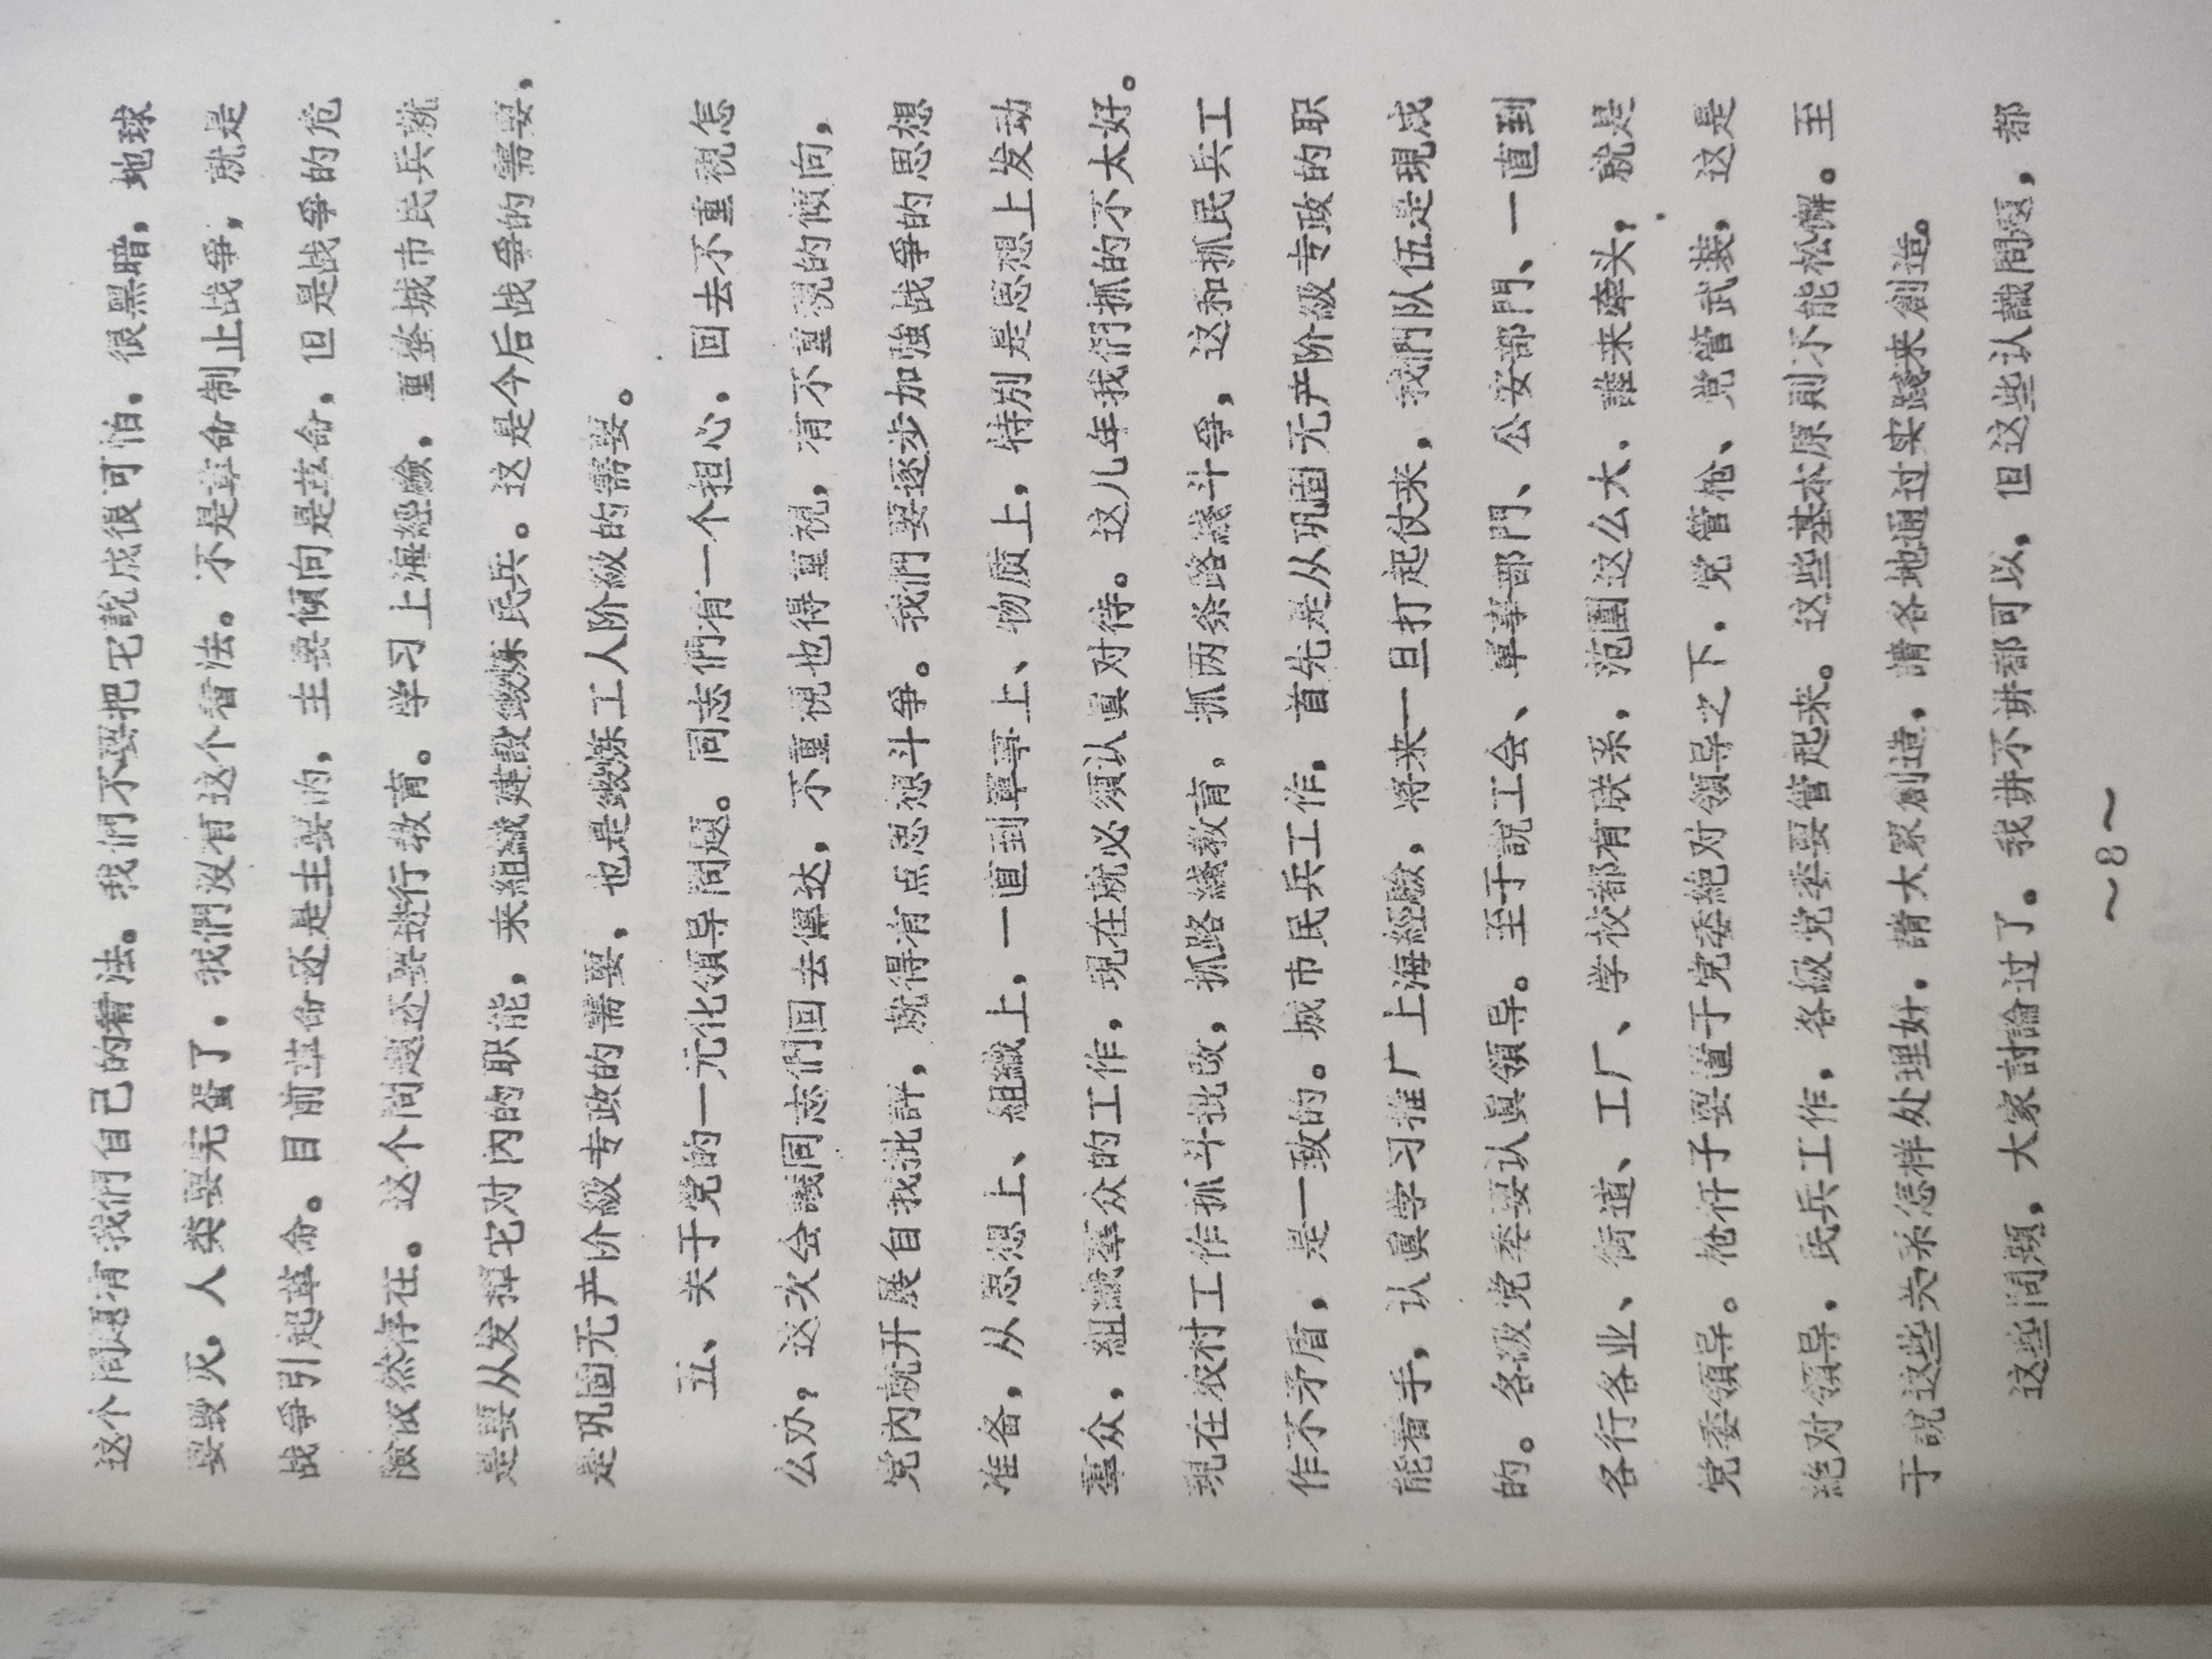 这个問題有我們自己的看法。我們不要把它說成很可怕，很黑暗，地球
要毁灭，人类要完蛋了，我們没有这个看法。不是革命制止战爭，就是
战爭引起革命。目前革命还是主要的，主要傾向是革命，但是战爭的危
險依然存在。这个問題还要进行教育。学习上海經驗，重整城市民兵就
是要从发揮它对內的职能，来組織建設鍛炼民兵。这是今后战爭的需要，
是巩固无产阶級专政的需要，也是鍛炼工人阶級的需要。
五、关于党的一元化領导問題。同志們有一个担心，回去不重視怎
么办？这次会議同志們回去傳达，不重視也得重視，有不重視的傾向，
党內就开展自我批評，就得有点思想斗爭。我們要逐步加強战爭的思想
准备，从思想上、組織上，一直到軍事上、物质上，特別是思想上发动
羣众，組織羣众的工作，現在就必須认眞对待。这几年我們抓的不太好。
現在农村工作抓斗批改，抓路綫教育，抓两条路綫斗爭，这和抓民兵工
作不矛盾，是一致的。城市民兵工作，首先是从巩固无产阶級专政的职
能着手，认眞学习推广上海經驗，将来一旦打起仗来，我們队伍是現成
的。各級党委要认眞領导。至于說工会、軍事部門、公安部門、一直到
各行各业、街道、工厂、学校都有联系，范圍这么大，誰来牵头？就是
党委領导。枪杆子要置于党委絕对領导之下，党管枪、党管武装，这是
絕对領导，民兵工作，各級党委要管起来。这些基本原則不能松懈。至
于說这些关系怎样处理好，請大家創造，請各地通过实踐来創造。
这些問題，大家討論过了。我讲不讲都可以，但这些认識問題，都
～8～